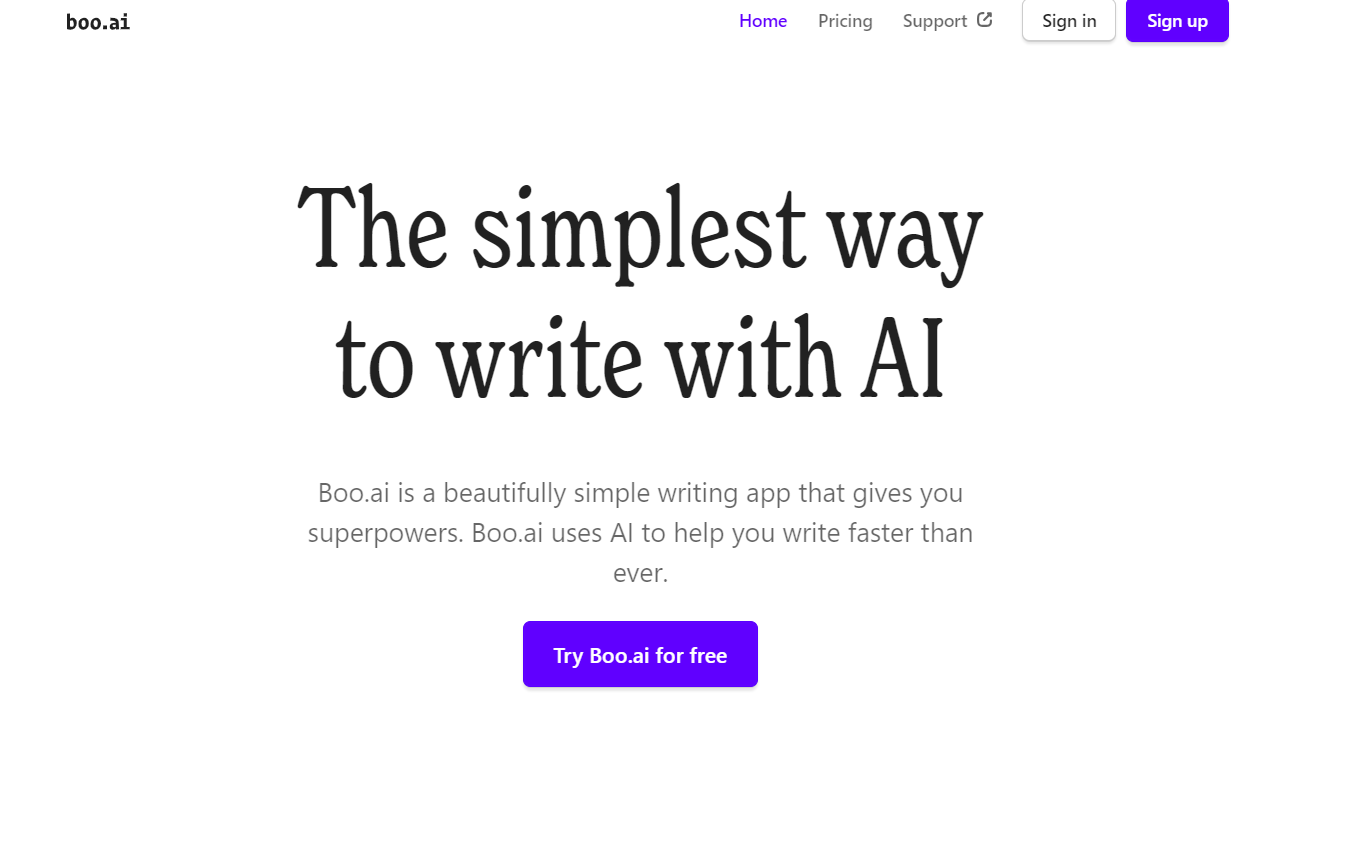 boo.ai
Home
Pricing
Support
Sign in
Sign up
The simplest way
to write with AI
Boo.ai is a beautifully simple writing app that gives you
superpowers. Boo.ai uses AI to help you write faster than
ever.
Try Boo.ai for free